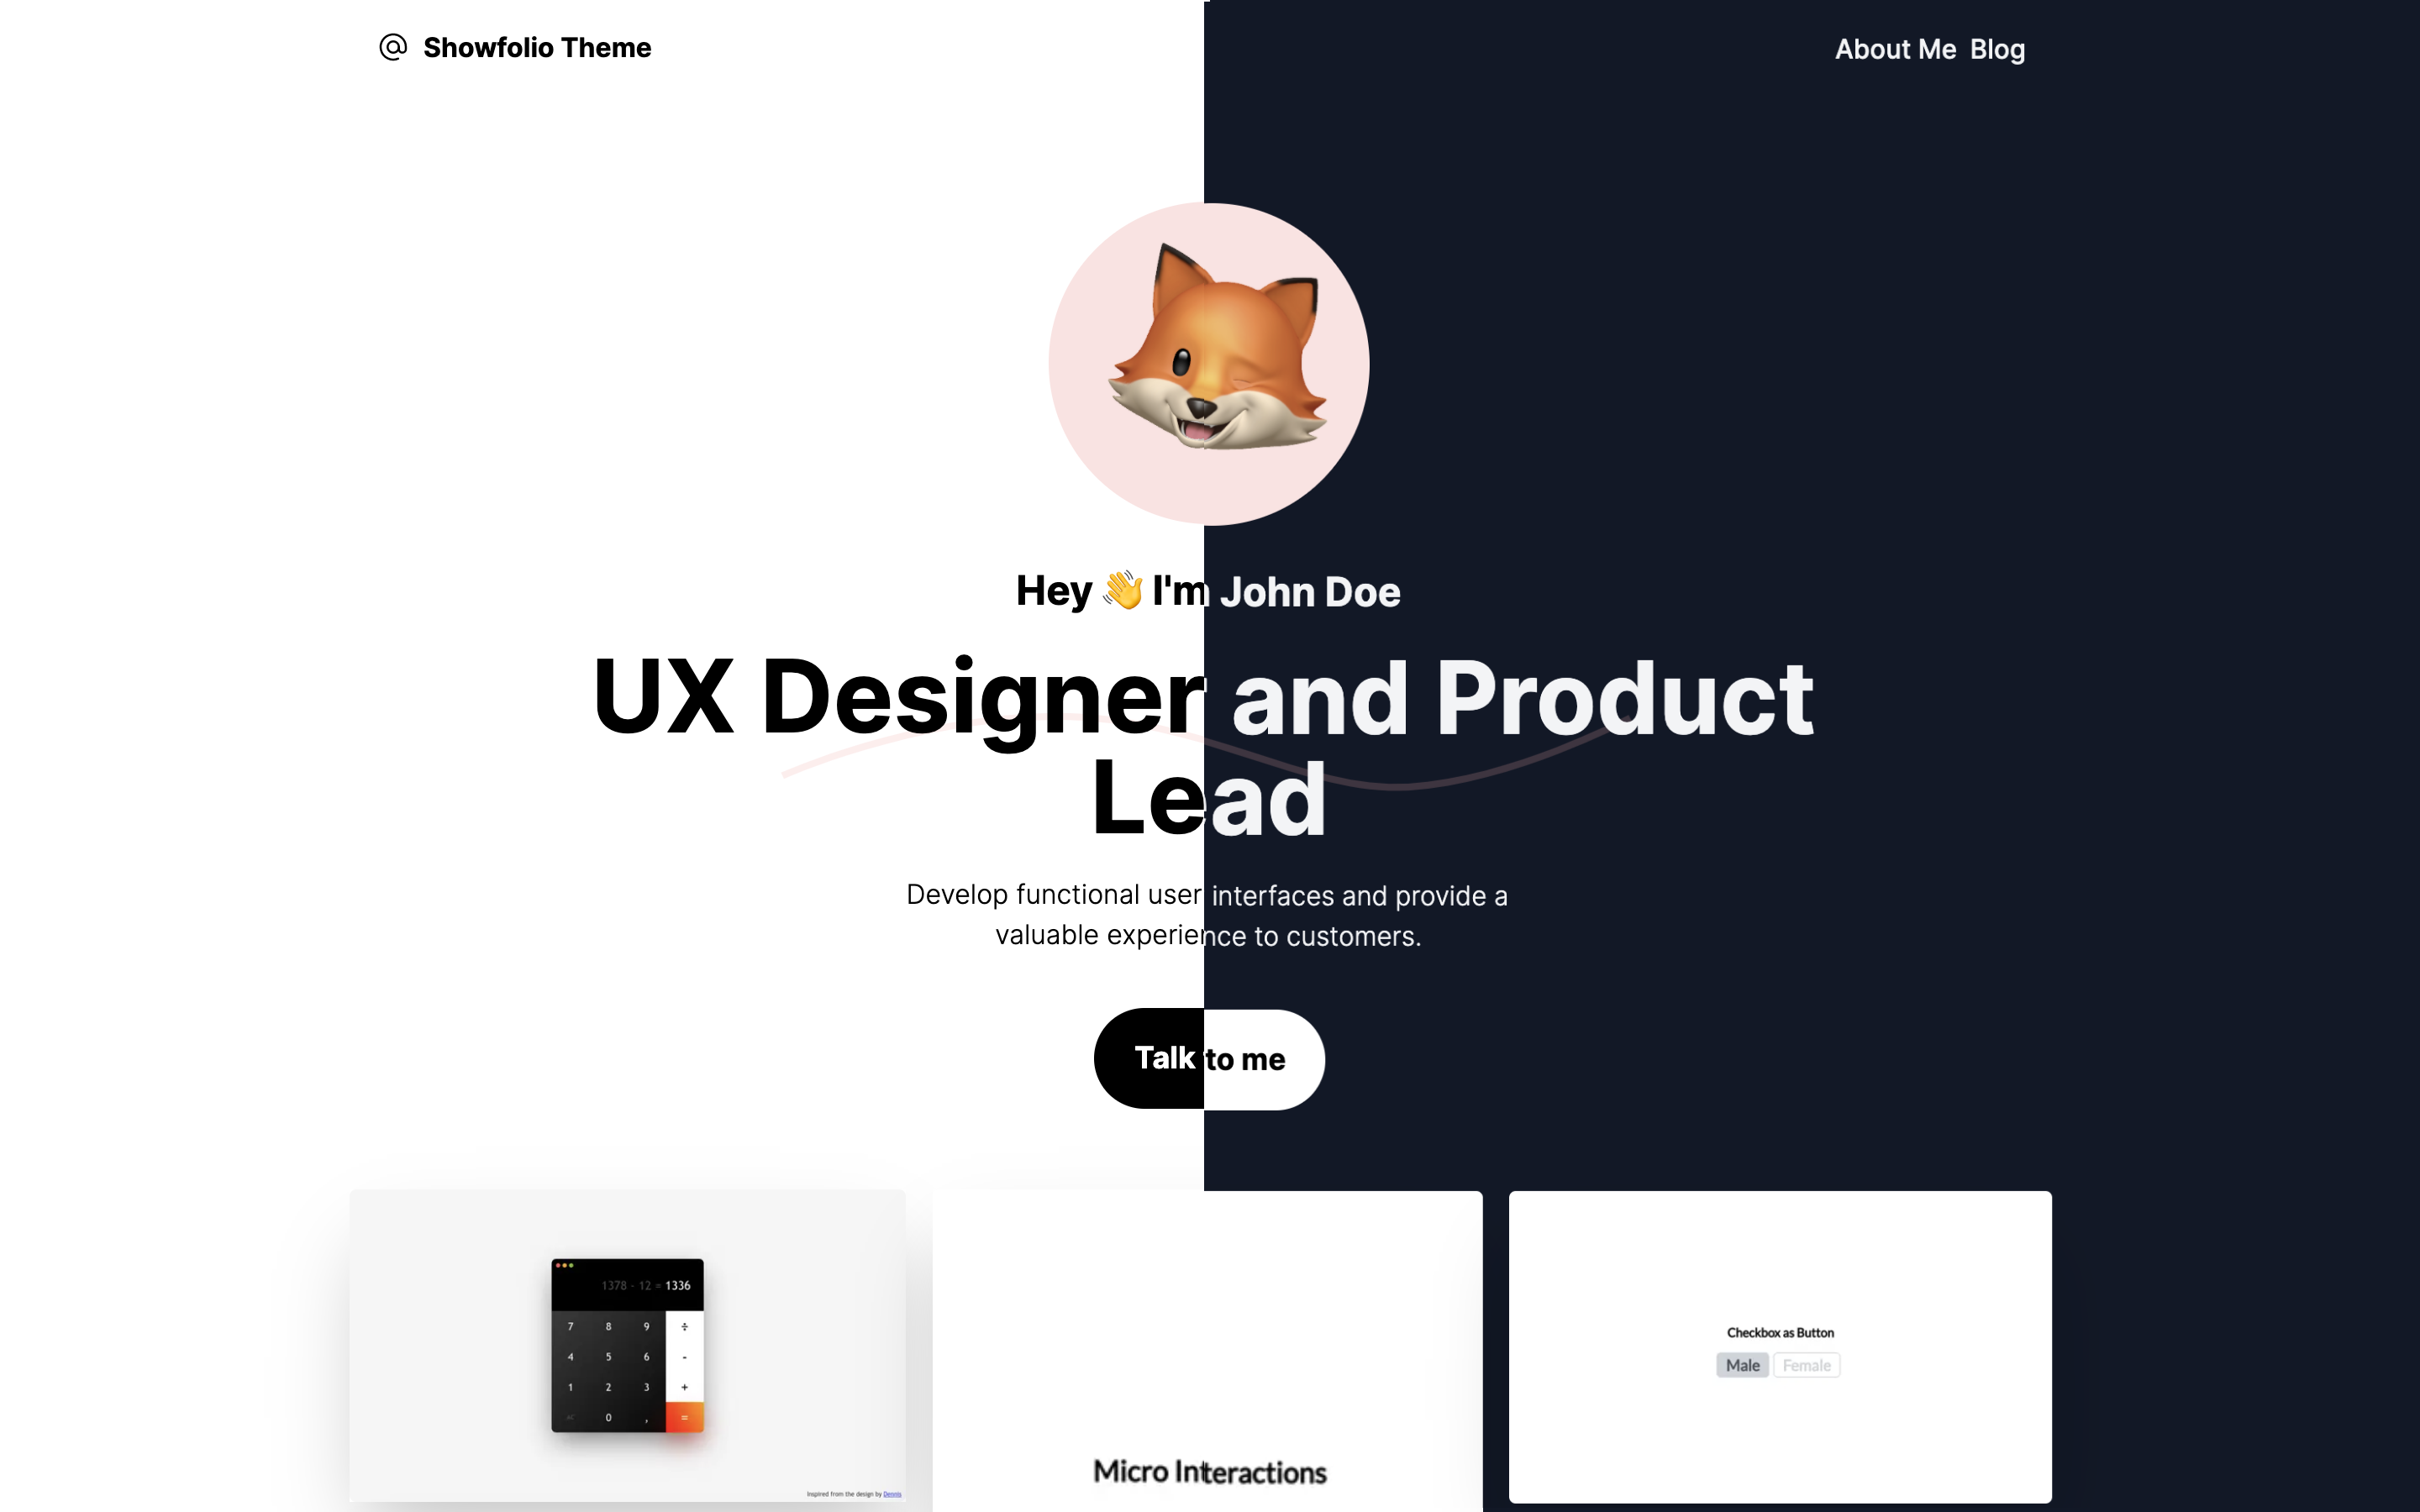 Showfolio Theme
About Me Blog
Hey 👋 I'm John Doe
UX Designer and Product
Lead
Develop functional user interfaces and provide a
valuable experience to customers.
Talk to me
1378 - 12 = 1336
7 8 9 ÷
4 5 6 -
1 2 3 +
AC 0 , =
Inspired from the design by Dennis
Micro Interactions
Checkbox as Button
Male Female